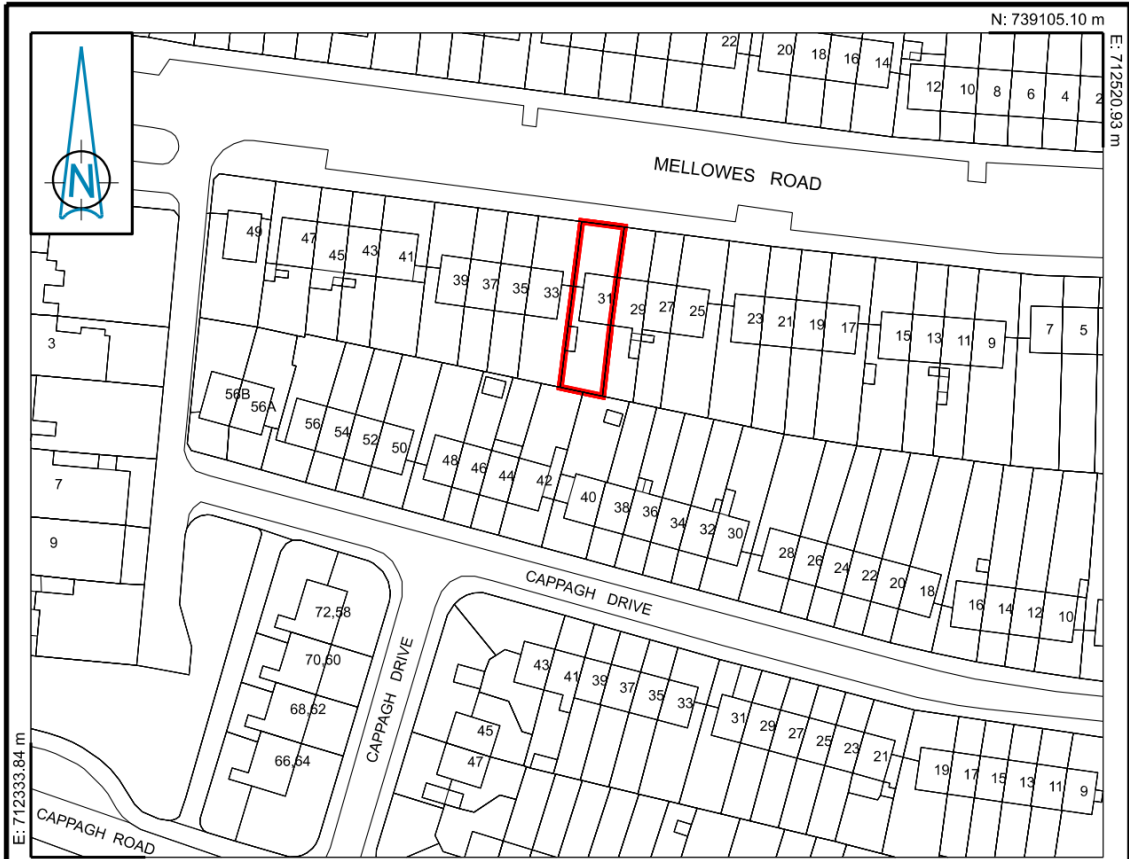 N: 739105.10 m
E: 712520.93 m
N
22 20 18 16 14
12 10 8 6 4 2
MELLOWES ROAD
49 47 45 43 41
39 37 35 33
31 29 27 25
23 21 19 17
15 13 11 9
7 5
3
56B 56A
56 54 52 50
48 46 44 42
40 38 36 34 32 30
28 26 24 22 20 18
16 14 12 10
7
9
CAPPAGH DRIVE
72,58
70,60
68,62
66,64
CAPPAGH DRIVE
43 41 39 37 35 33
31 29 27 25 23 21
19 17 15 13 11 9
45
47
E: 712333.84 m
CAPPAGH ROAD